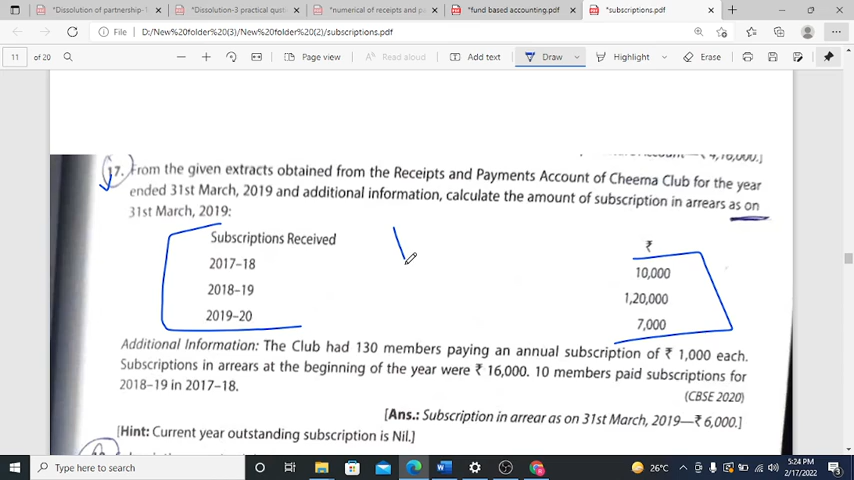 *Dissolution of partnership-1
*Dissolution-3 practical quest
*numerical of receipts and pa
*fund based accounting.pdf
*subscriptions.pdf
File
D:/New%20folder%20(3)/New%20folder%20(2)/subscriptions.pdf
11 of 20
Page view
Read aloud
Add text
Draw
Highlight
Erase
4,16,000.]
17. From the given extracts obtained from the Receipts and Payments Account of Cheema Club for the year
ended 31st March, 2019 and additional information, calculate the amount of subscription in arrears as on
31st March, 2019:
Subscriptions Received ₹
2017-18 10,000
2018-19 1,20,000
2019-20 7,000
Additional Information: The Club had 130 members paying an annual subscription of ₹ 1,000 each.
Subscriptions in arrears at the beginning of the year were ₹ 16,000. 10 members paid subscriptions for
2018-19 in 2017-18.
(CBSE 2020)
[Ans.: Subscription in arrear as on 31st March, 2019—₹ 6,000.]
[Hint: Current year outstanding subscription is Nil.]
Type here to search
26°C
5:24 PM
2/17/2022
3